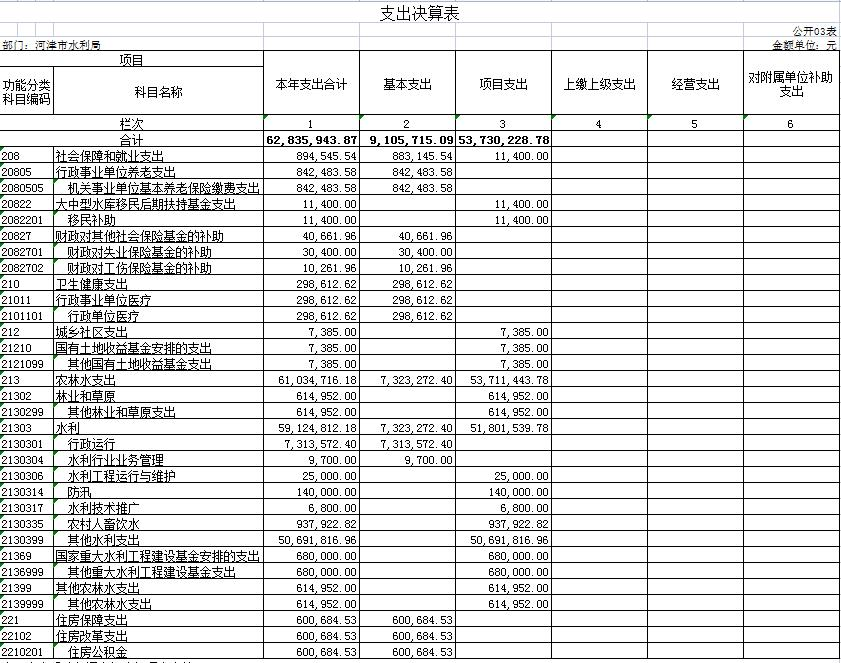 支出决算表
公开03表
部门：河津市水利局 金额单位：元
项目 本年支出合计 基本支出 项目支出 上缴上级支出 经营支出 对附属单位补助支出
功能分类科目编码 科目名称
栏次 1 2 3 4 5 6
合计 62,835,943.87 9,105,715.09 53,730,228.78
208 社会保障和就业支出 894,545.54 883,145.54 11,400.00
20805 行政事业单位养老支出 842,483.58 842,483.58
2080505 机关事业单位基本养老保险缴费支出 842,483.58 842,483.58
20822 大中型水库移民后期扶持基金支出 11,400.00 11,400.00
2082201 移民补助 11,400.00 11,400.00
20827 财政对其他社会保险基金的补助 40,661.96 40,661.96
2082701 财政对失业保险基金的补助 30,400.00 30,400.00
2082702 财政对工伤保险基金的补助 10,261.96 10,261.96
210 卫生健康支出 298,612.62 298,612.62
21011 行政事业单位医疗 298,612.62 298,612.62
2101101 行政单位医疗 298,612.62 298,612.62
212 城乡社区支出 7,385.00 7,385.00
21210 国有土地收益基金安排的支出 7,385.00 7,385.00
2121099 其他国有土地收益基金支出 7,385.00 7,385.00
213 农林水支出 61,034,716.18 7,323,272.40 53,711,443.78
21302 林业和草原 614,952.00 614,952.00
2130299 其他林业和草原支出 614,952.00 614,952.00
21303 水利 59,124,812.18 7,323,272.40 51,801,539.78
2130301 行政运行 7,313,572.40 7,313,572.40
2130304 水利行业业务管理 9,700.00 9,700.00
2130306 水利工程运行与维护 25,000.00 25,000.00
2130314 防汛 140,000.00 140,000.00
2130317 水利技术推广 6,800.00 6,800.00
2130335 农村人畜饮水 937,922.82 937,922.82
2130399 其他水利支出 50,691,816.96 50,691,816.96
21369 国家重大水利工程建设基金安排的支出 680,000.00 680,000.00
2136999 其他重大水利工程建设基金支出 680,000.00 680,000.00
21399 其他农林水支出 614,952.00 614,952.00
2139999 其他农林水支出 614,952.00 614,952.00
221 住房保障支出 600,684.53 600,684.53
22102 住房改革支出 600,684.53 600,684.53
2210201 住房公积金 600,684.53 600,684.53